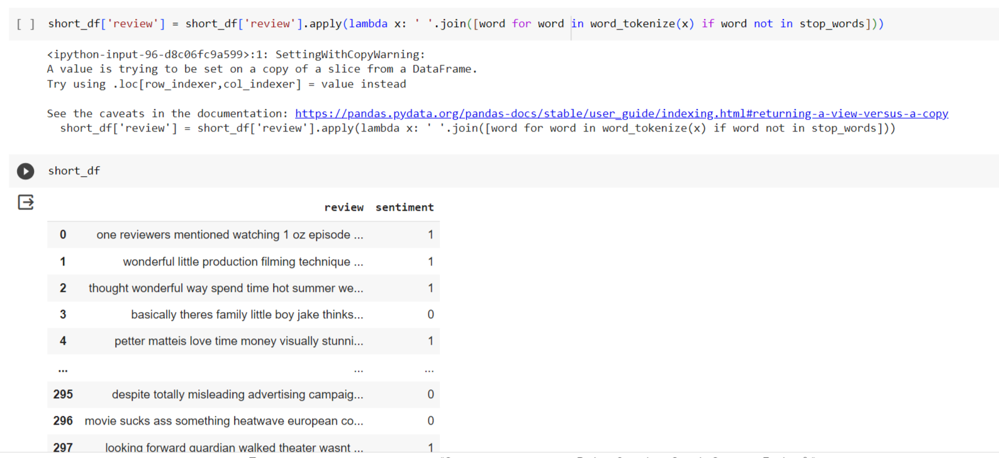 [ ] short_df['review'] = short_df['review'].apply(lambda x: ' '.join([word for word in word_tokenize(x) if word not in stop_words]))
<ipython-input-96-d8c06fc9a599>:1: SettingWithCopyWarning:
A value is trying to be set on a copy of a slice from a DataFrame.
Try using .loc[row_indexer,col_indexer] = value instead
See the caveats in the documentation: https://pandas.pydata.org/pandas-docs/stable/user_guide/indexing.html#returning-a-view-versus-a-copy
short_df['review'] = short_df['review'].apply(lambda x: ' '.join([word for word in word_tokenize(x) if word not in stop_words]))
short_df
review sentiment
0 one reviewers mentioned watching 1 oz episode ... 1
1 wonderful little production filming technique ... 1
2 thought wonderful way spend time hot summer we... 1
3 basically theres family little boy jake thinks... 0
4 petter matteis love time money visually stunni... 1
... ... ...
295 despite totally misleading advertising campaig... 0
296 movie sucks ass something heatwave european co... 0
297 looking forward guardian walked theater wasnt ... 1